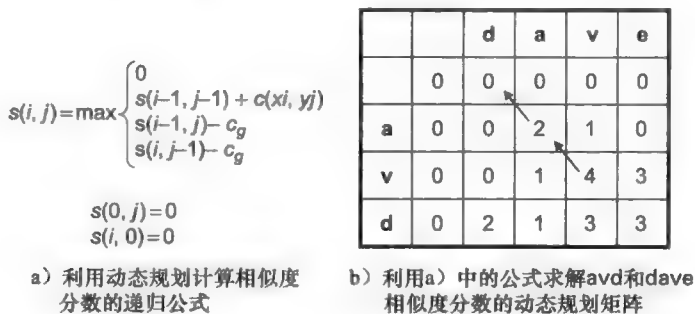 s(i, j)=max
0
s(i–1, j–1) + c(xi, yj)
s(i–1, j)– cg
s(i, j–1)– cg
s(0, j)=0
s(i, 0)=0
a）利用动态规划计算相似度
分数的递归公式
d a v e
0 0 0 0 0
a 0 0 2 1 0
v 0 0 1 4 3
d 0 2 1 3 3
b）利用a）中的公式求解avd和dave
相似度分数的动态规划矩阵